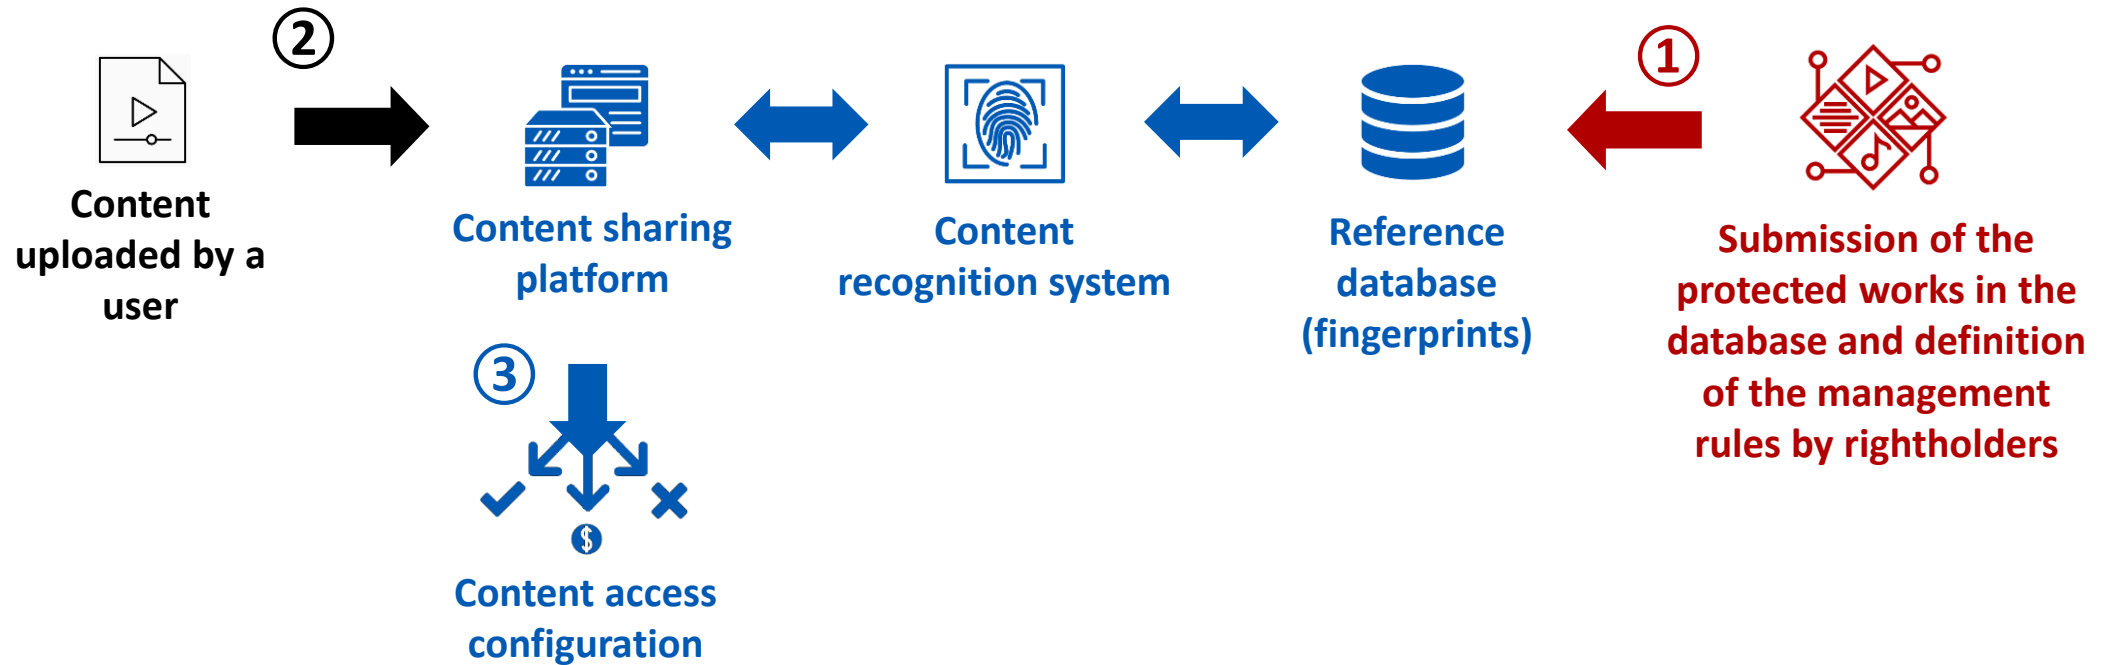 ②
①
Content
uploaded by a
user
Content sharing
platform
Content
recognition system
Reference
database
(fingerprints)
Submission of the
protected works in the
database and definition
of the management
rules by rightholders
③
$
Content access
configuration